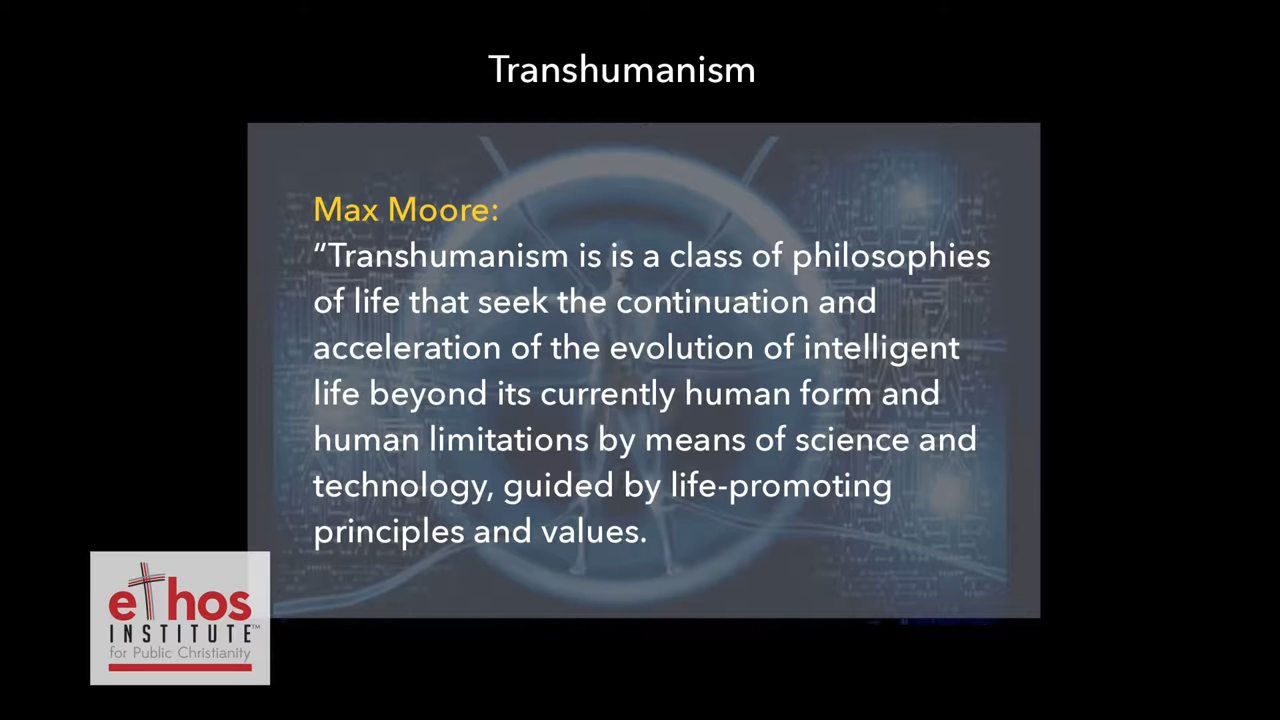 Transhumanism
Max Moore:
“Transhumanism is is a class of philosophies
of life that seek the continuation and
acceleration of the evolution of intelligent
life beyond its currently human form and
human limitations by means of science and
technology, guided by life-promoting
principles and values.
ethos
INSTITUTE™
for Public Christianity